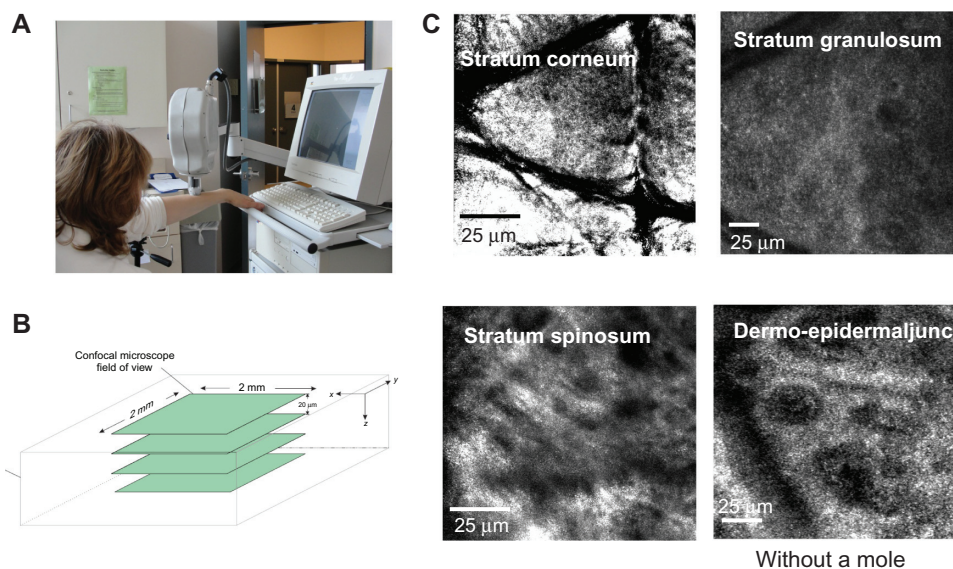 A
C
Stratum corneum
25 μm
Stratum granulosum
25 μm
4
B
Confocal microscope
field of view
2 mm
2 mm
20 μm
x
y
z
Stratum spinosum
25 μm
Dermo-epidermaljunc
25 μm
Without a mole